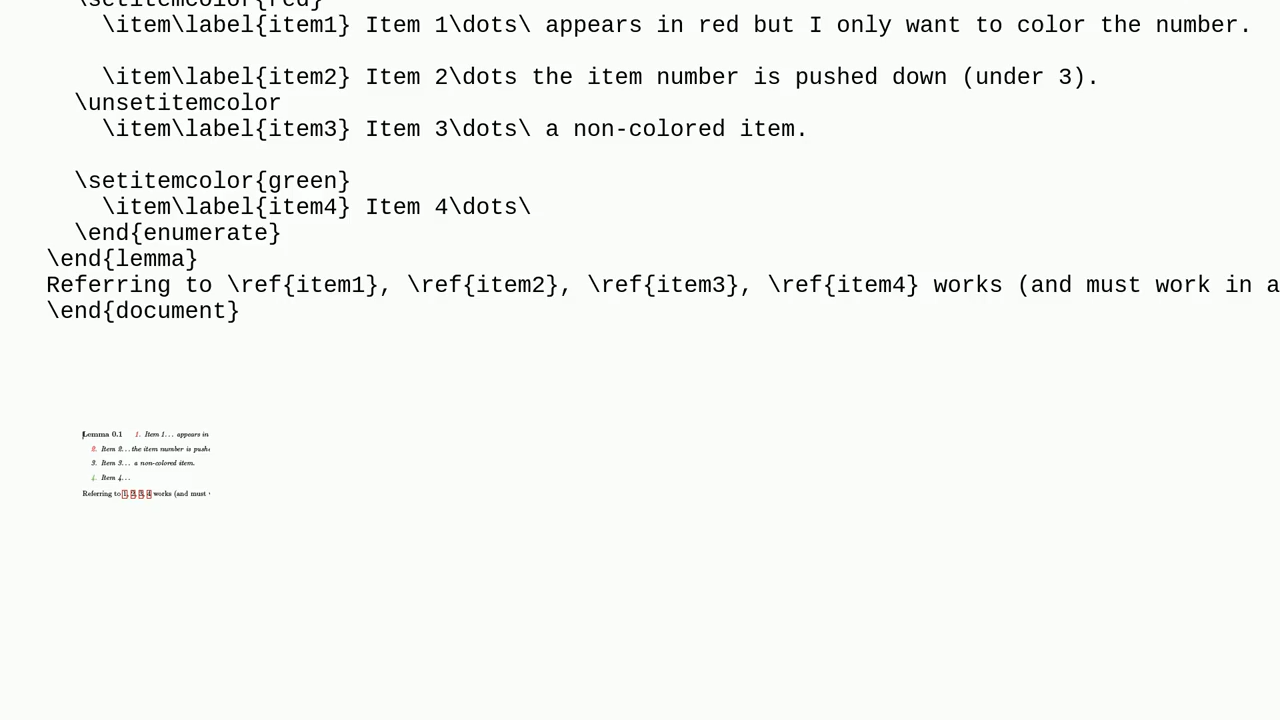 \setitemcolor{red}
\item\label{item1} Item 1\dots\ appears in red but I only want to color the number.
\item\label{item2} Item 2\dots the item number is pushed down (under 3).
\unsetitemcolor
\item\label{item3} Item 3\dots\ a non-colored item.
\setitemcolor{green}
\item\label{item4} Item 4\dots\
\end{enumerate}
\end{lemma}
Referring to \ref{item1}, \ref{item2}, \ref{item3}, \ref{item4} works (and must work in a
\end{document}
Lemma 0.1 1. Item 1... appears in
2. Item 2...the item number is
3. Item 3... a non-colored item.
4. Item 4...
Referring to 1, 2, 3, 4 works (and must